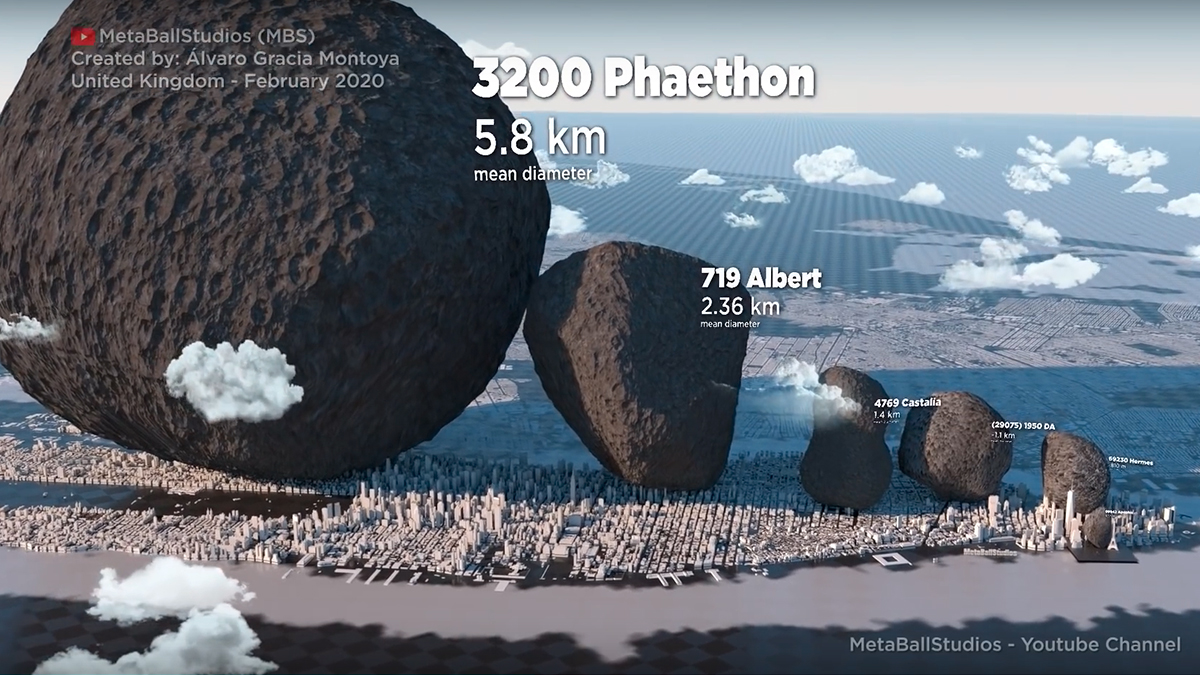 MetaBallStudios (MBS)
Created by: Álvaro Gracia Montoya
United Kingdom - February 2020
3200 Phaethon
5.8 km
mean diameter
719 Albert
2.36 km
mean diameter
4769 Castalia
1.4 km
(29075) 1950 DA
1.1 km
69230 Hermes
MetaBallStudios - Youtube Channel